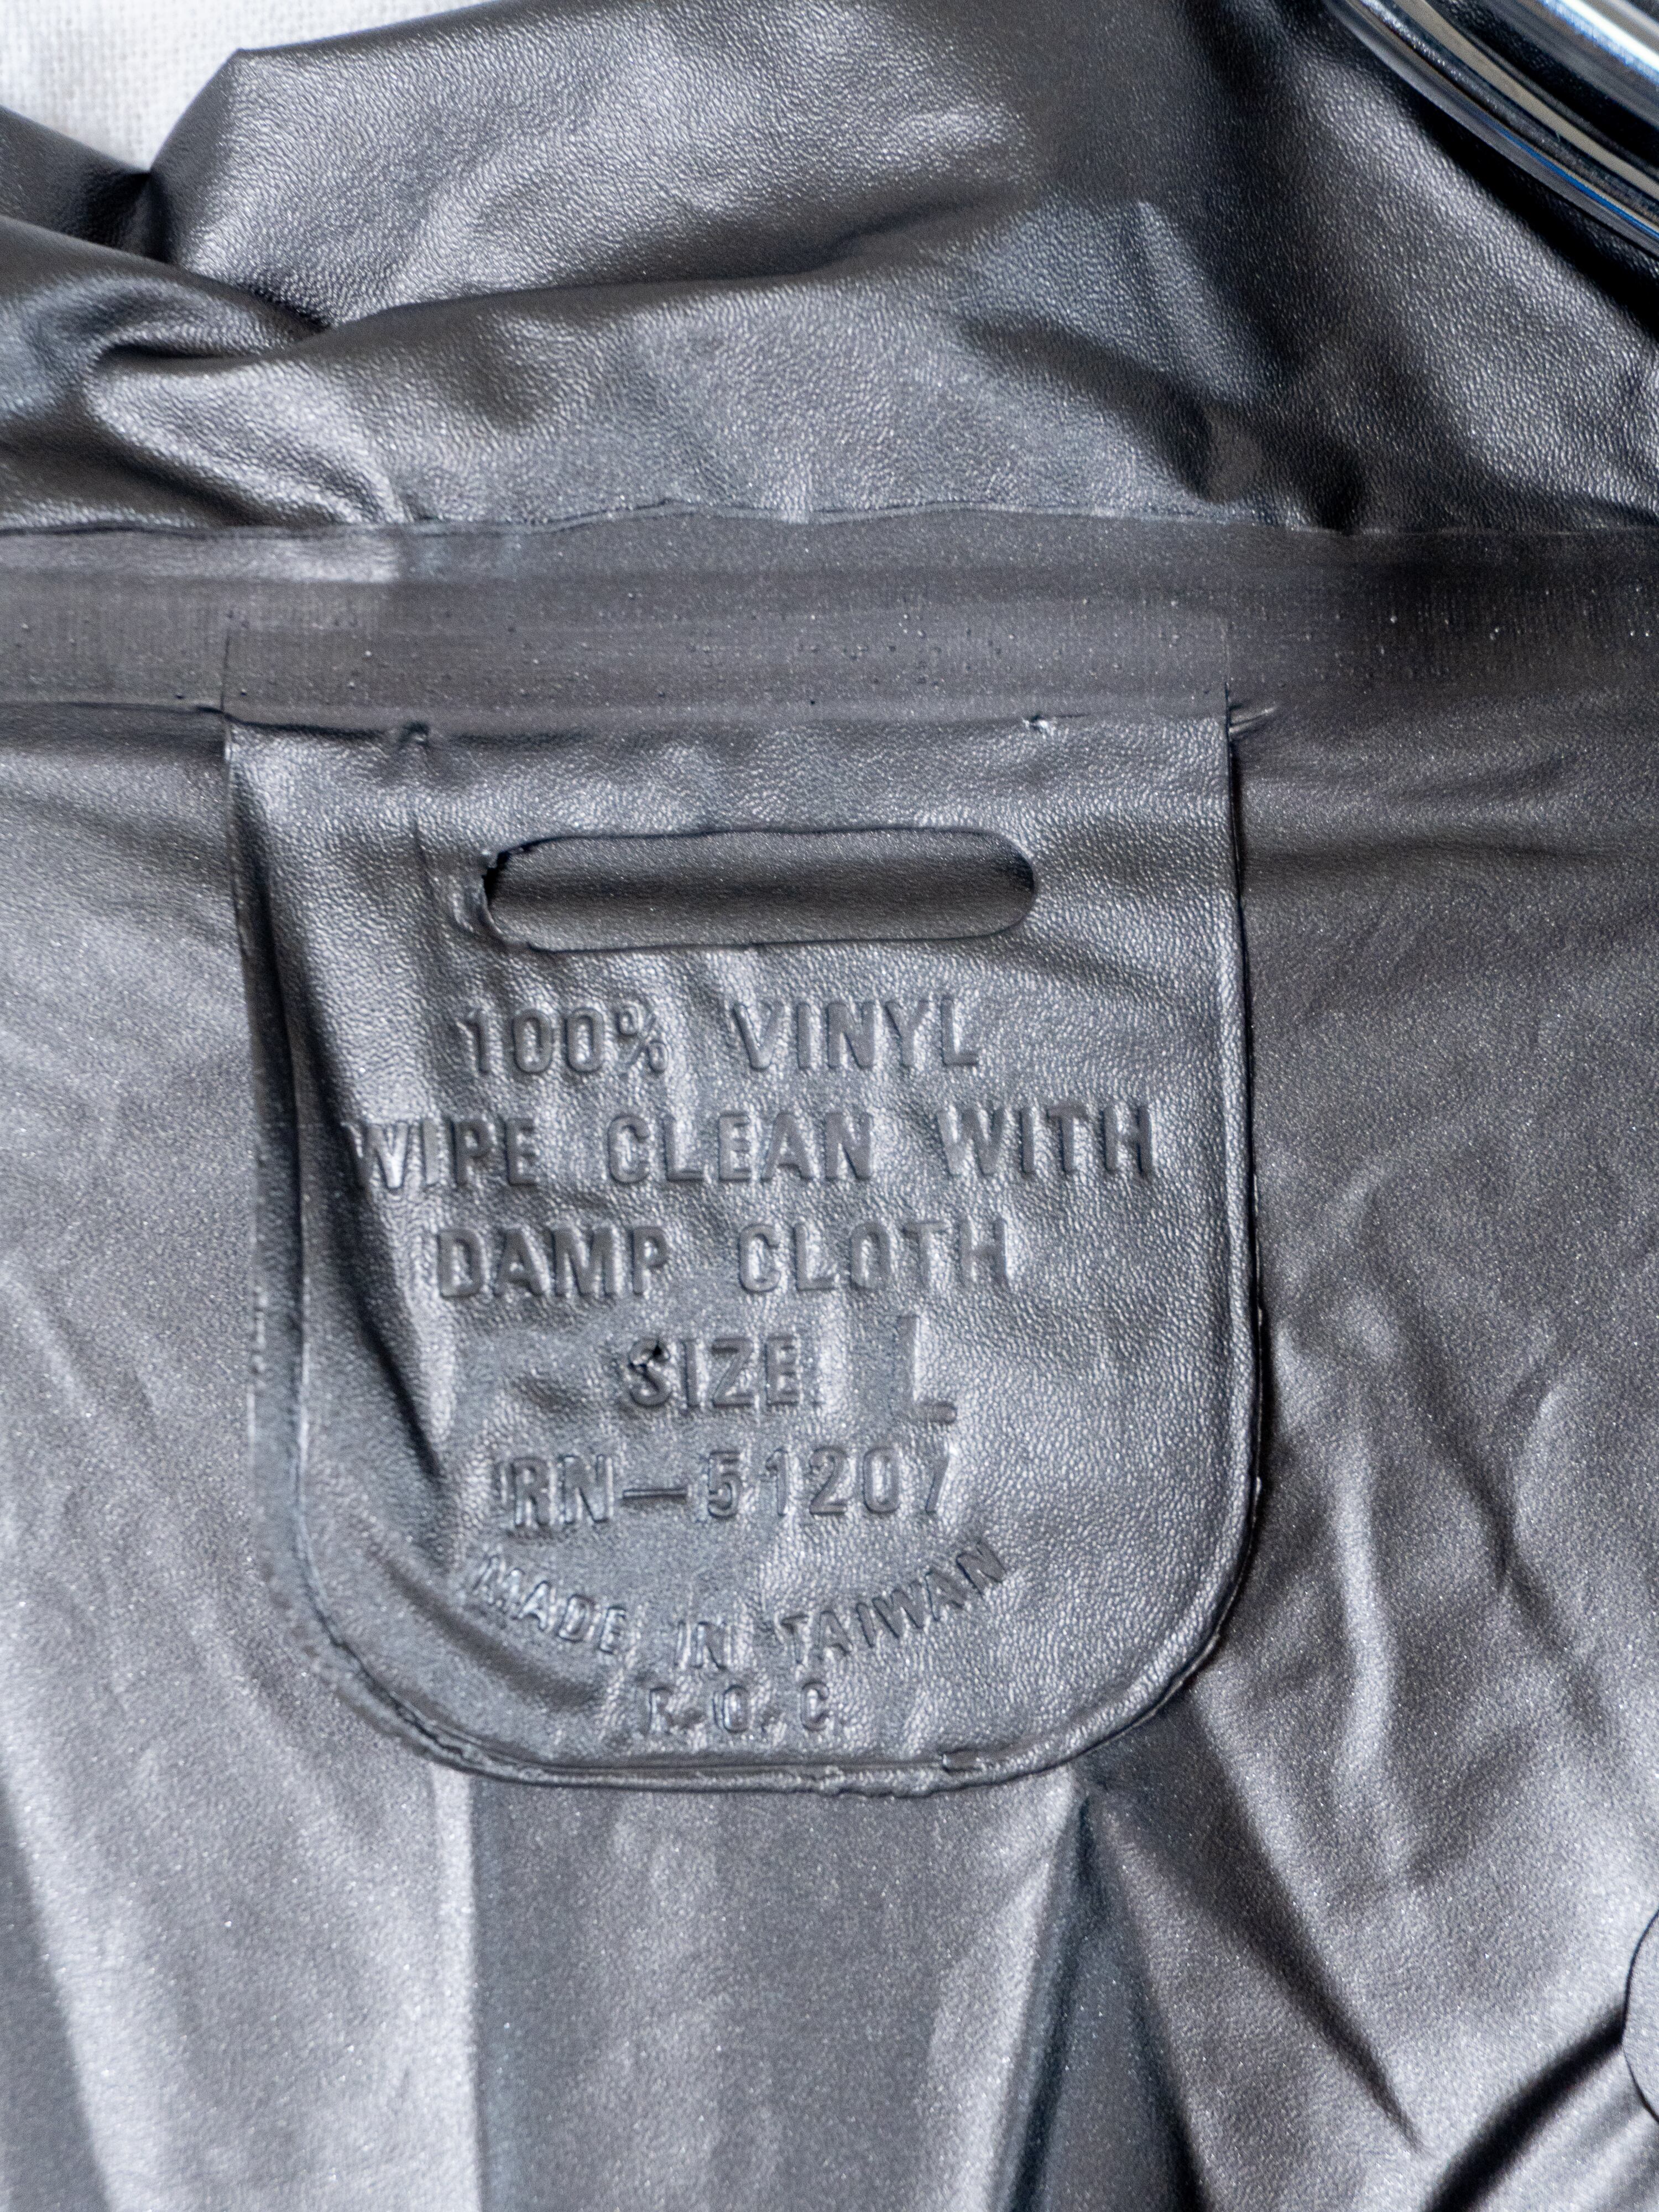 100% VINYL
WIPE CLEAN WITH
DAMP CLOTH
SIZE L
RN-51207
MADE IN TAIWAN
R.O.C.